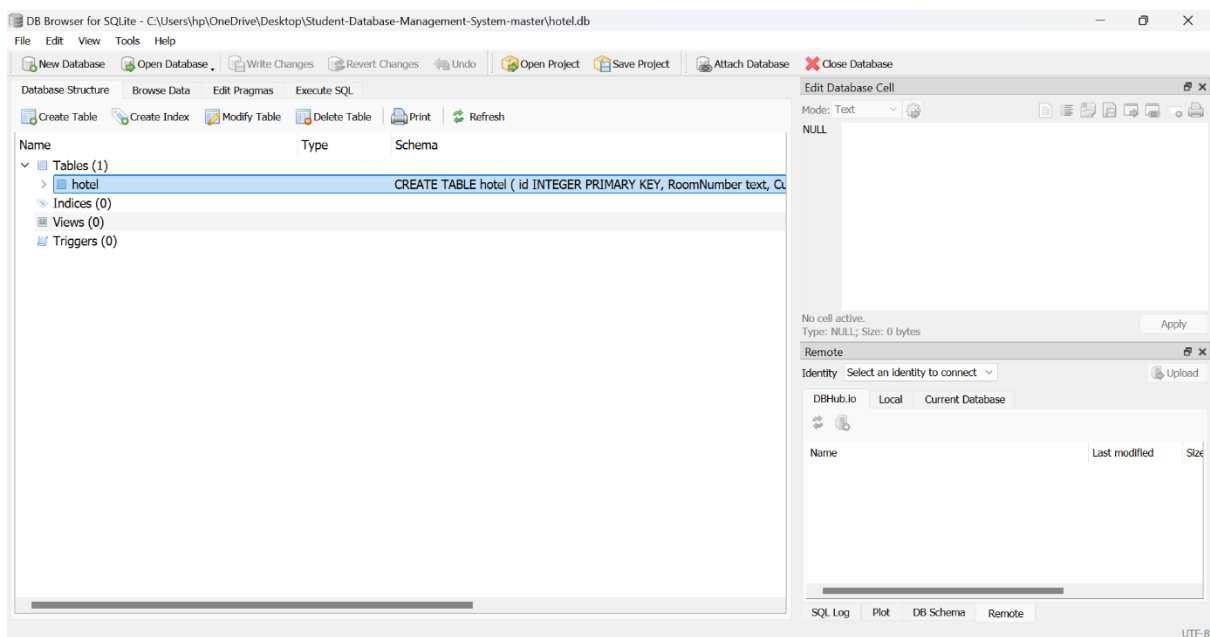 DB Browser for SQLite - C:\Users\hp\OneDrive\Desktop\Student-Database-Management-System-master\hotel.db
File Edit View Tools Help
New Database Open Database Write Changes Revert Changes Undo Open Project Save Project Attach Database Close Database
Database Structure Browse Data Edit Pragmas Execute SQL
Create Table Create Index Modify Table Delete Table Print Refresh
Name Type Schema
Tables (1)
hotel CREATE TABLE hotel ( id INTEGER PRIMARY KEY, RoomNumber text, Cu
Indices (0)
Views (0)
Triggers (0)
Edit Database Cell
Mode: Text
NULL
No cell active.
Type: NULL; Size: 0 bytes
Apply
Remote
Identity Select an identity to connect Upload
DBHub.io Local Current Database
Name Last modified Size
SQL Log Plot DB Schema Remote
UTF-8